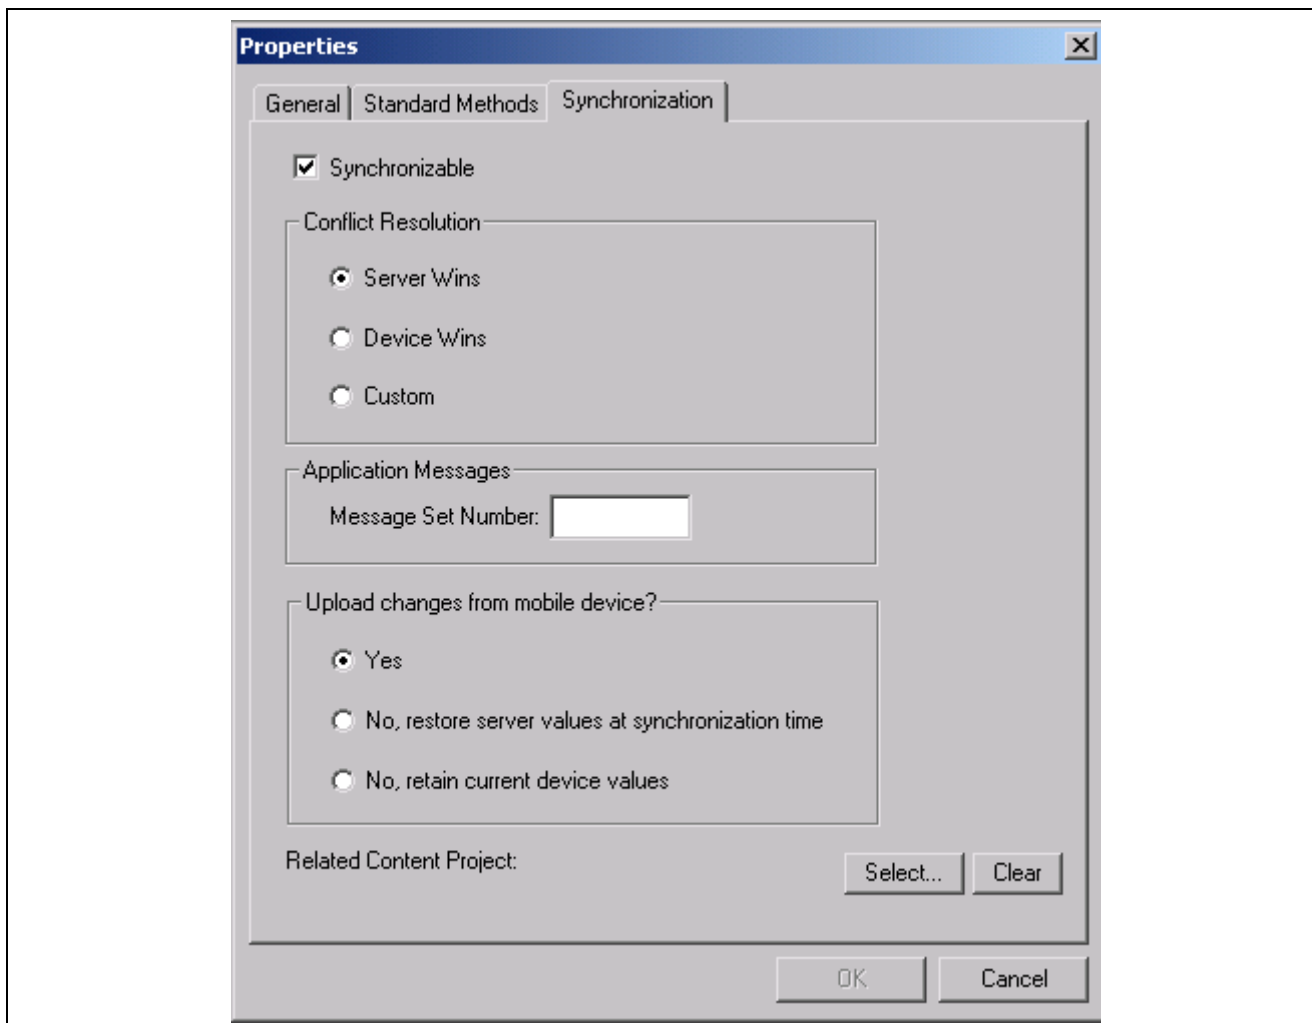 Properties
General Standard Methods Synchronization
Synchronizable
Conflict Resolution
Server Wins
Device Wins
Custom
Application Messages
Message Set Number:
Upload changes from mobile device?
Yes
No, restore server values at synchronization time
No, retain current device values
Related Content Project: Select... Clear
OK Cancel